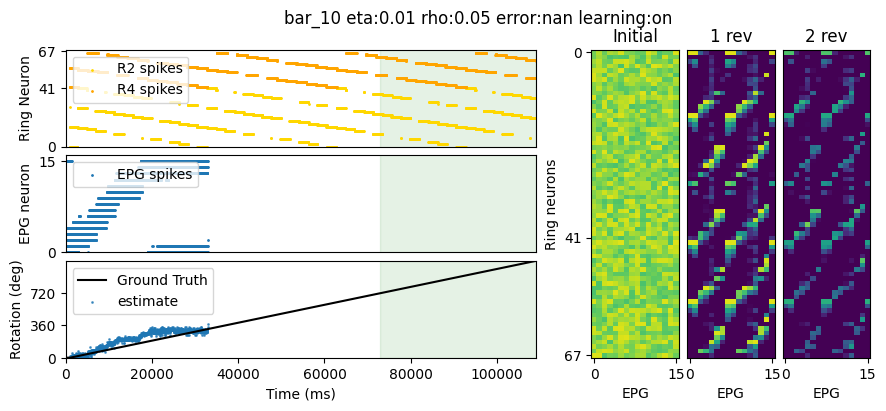 bar_10 eta:0.01 rho:0.05 error:nan learning:on
Ring Neuron
67
41
0
R2 spikes
R4 spikes
EPG neuron
15
0
EPG spikes
Rotation (deg)
720
360
0
Ground Truth
estimate
0 20000 40000 60000 80000 100000
Time (ms)
Initial 1 rev 2 rev
Ring neurons
0
41
67
0 15 0 15 0 15
EPG EPG EPG